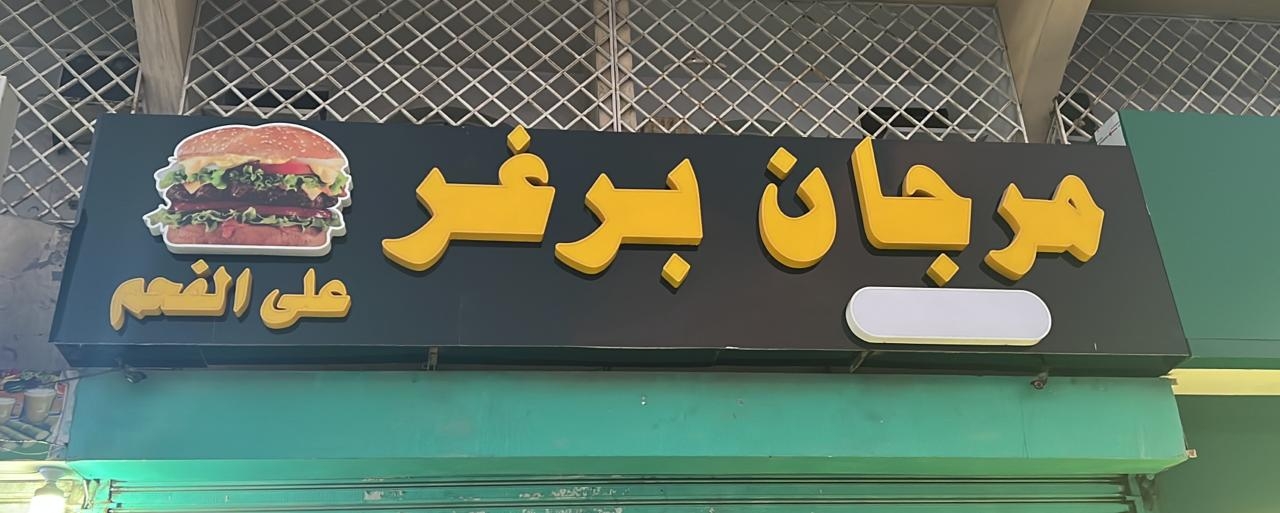 مرجان برغر
على الفحم